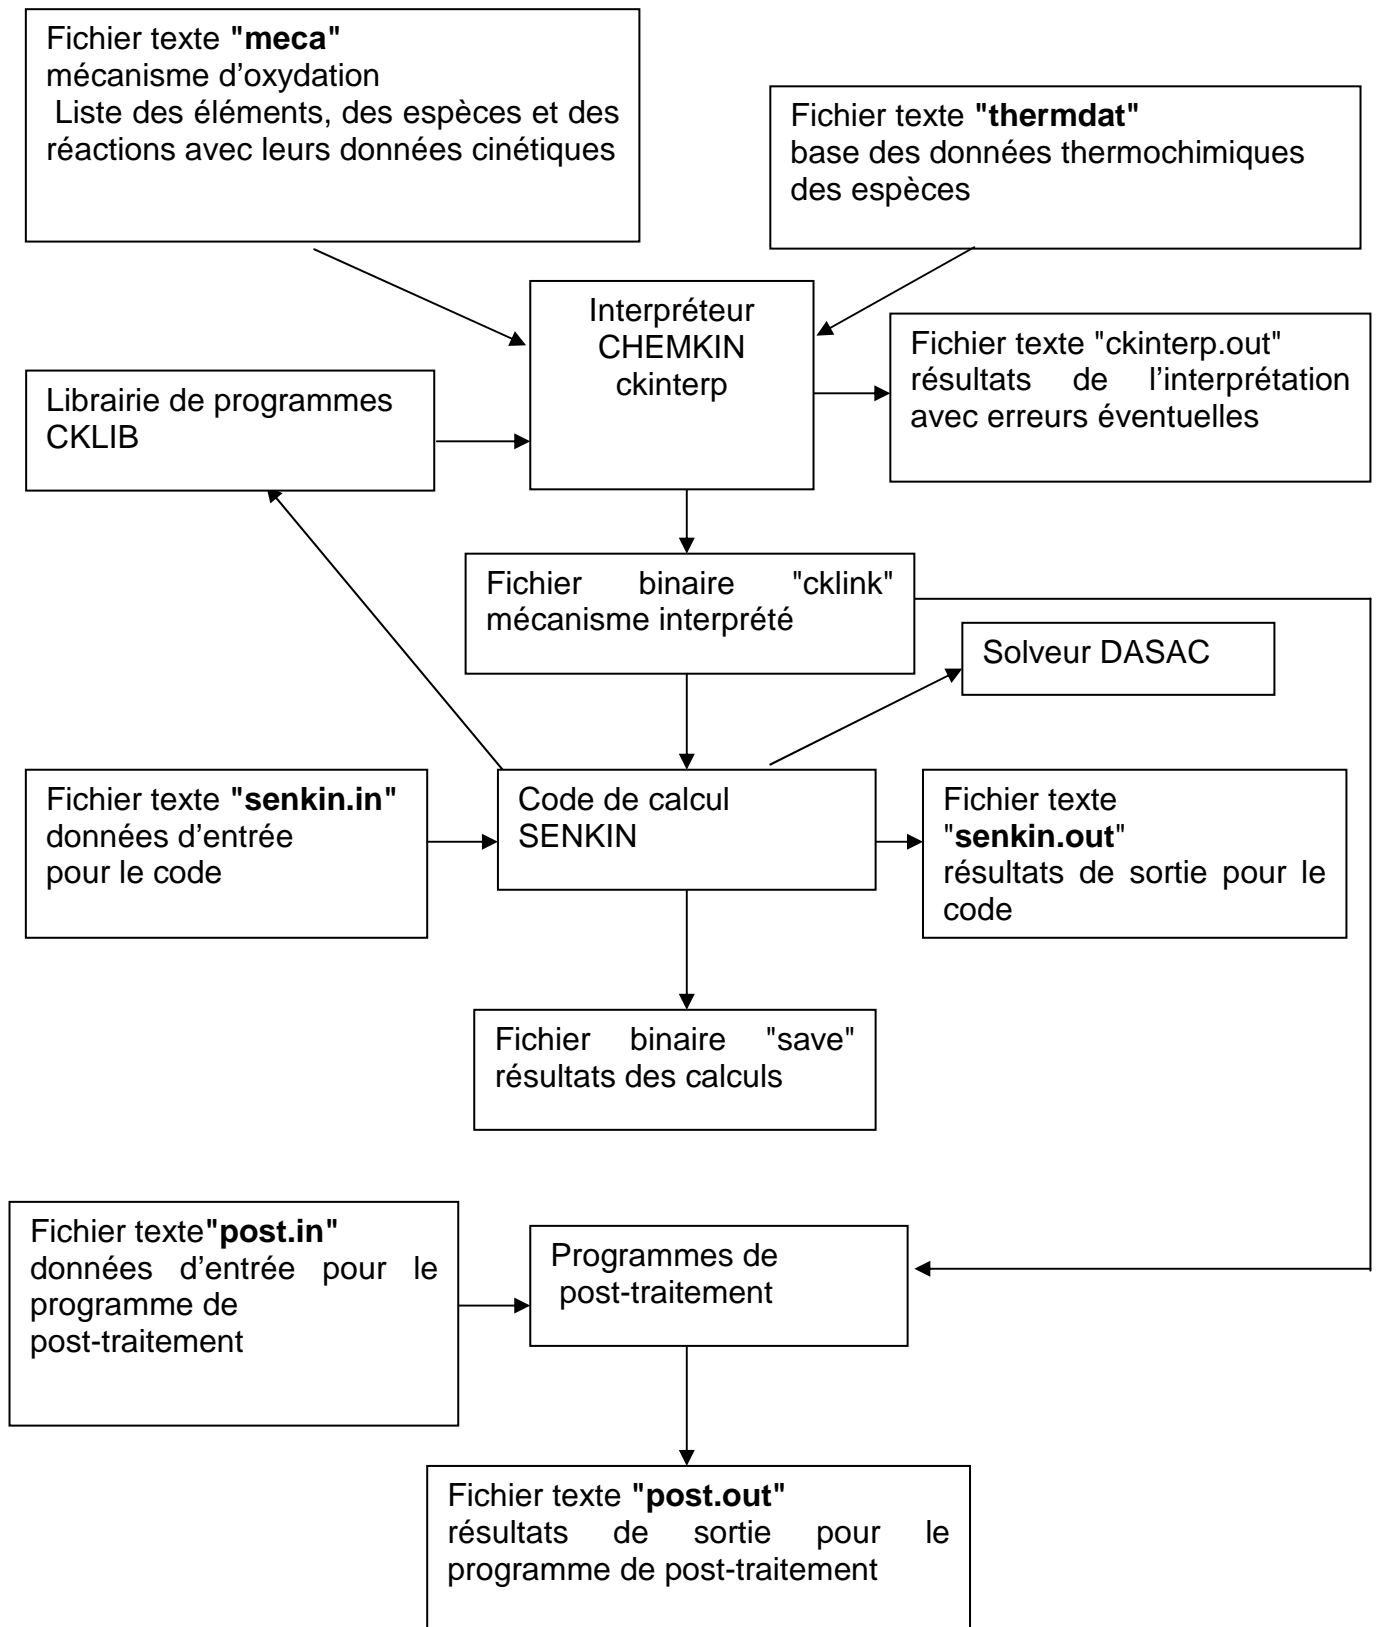 Fichier texte "meca"
mécanisme d'oxydation
Liste des éléments, des espèces et des
réactions avec leurs données cinétiques
Fichier texte "thermdat"
base des données thermochimiques
des espèces
Interpréteur
CHEMKIN
ckinterp
Fichier texte "ckinterp.out"
résultats de l'interprétation
avec erreurs éventuelles
Librairie de programmes
CKLIB
Fichier binaire "cklink"
mécanisme interprété
Solveur DASAC
Fichier texte "senkin.in"
données d'entrée
pour le code
Code de calcul
SENKIN
Fichier texte
"senkin.out"
résultats de sortie pour le
code
Fichier binaire "save"
résultats des calculs
Fichier texte"post.in"
données d'entrée pour le
programme de
post-traitement
Programmes de
post-traitement
Fichier texte "post.out"
résultats de sortie pour le
programme de post-traitement